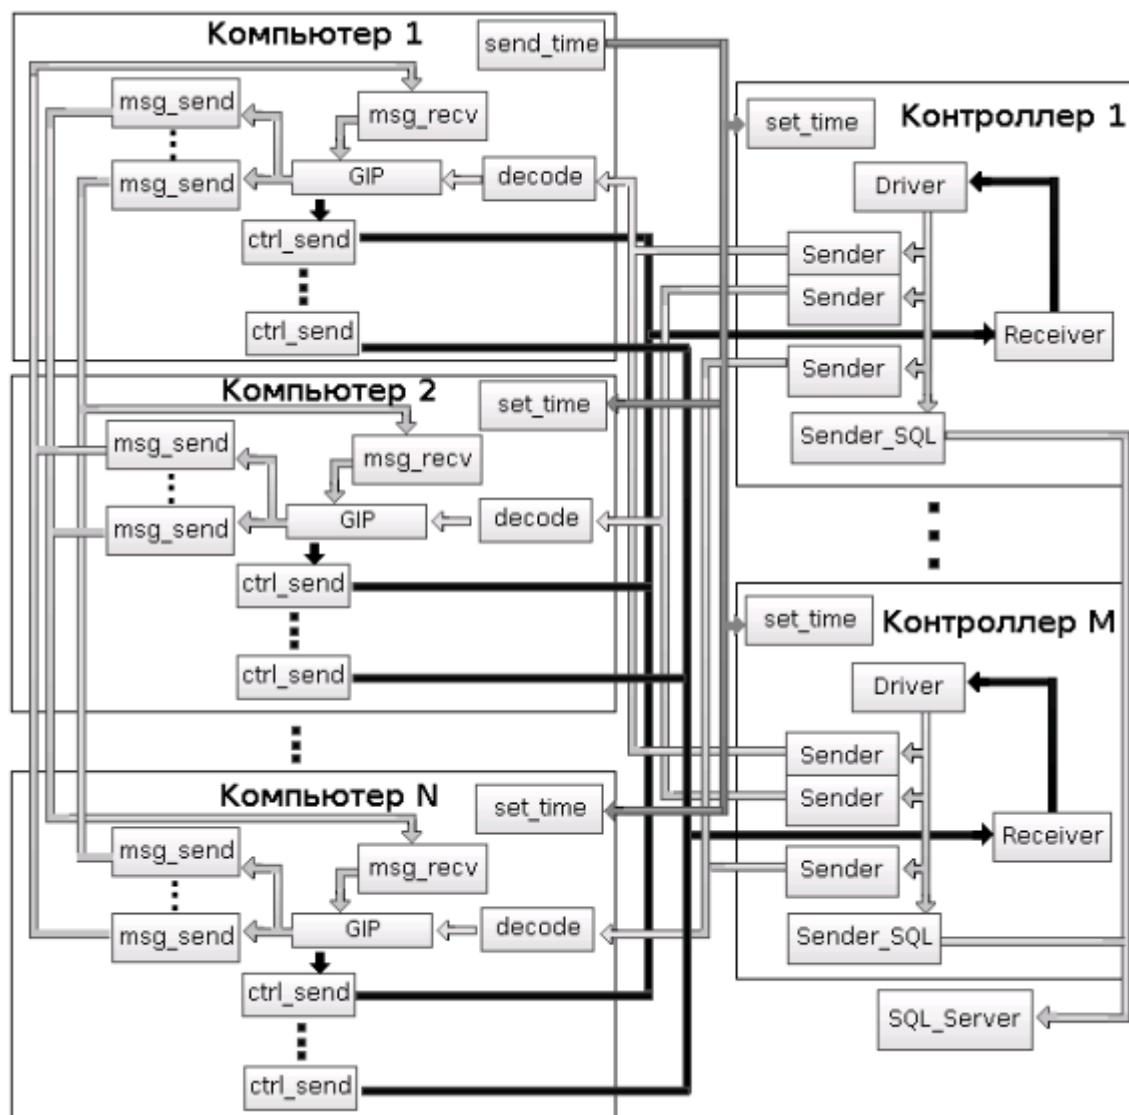 Компьютер 1
send_time
msg_send
msg_recv
msg_send
GIP
decode
ctrl_send
ctrl_send
Компьютер 2
set_time
msg_send
msg_recv
msg_send
GIP
decode
ctrl_send
ctrl_send
Компьютер N
set_time
msg_send
msg_recv
msg_send
GIP
decode
ctrl_send
ctrl_send
set_time
Контроллер 1
Driver
Sender
Sender
Receiver
Sender
Sender_SQL
set_time
Контроллер M
Driver
Sender
Sender
Receiver
Sender
Sender_SQL
SQL_Server